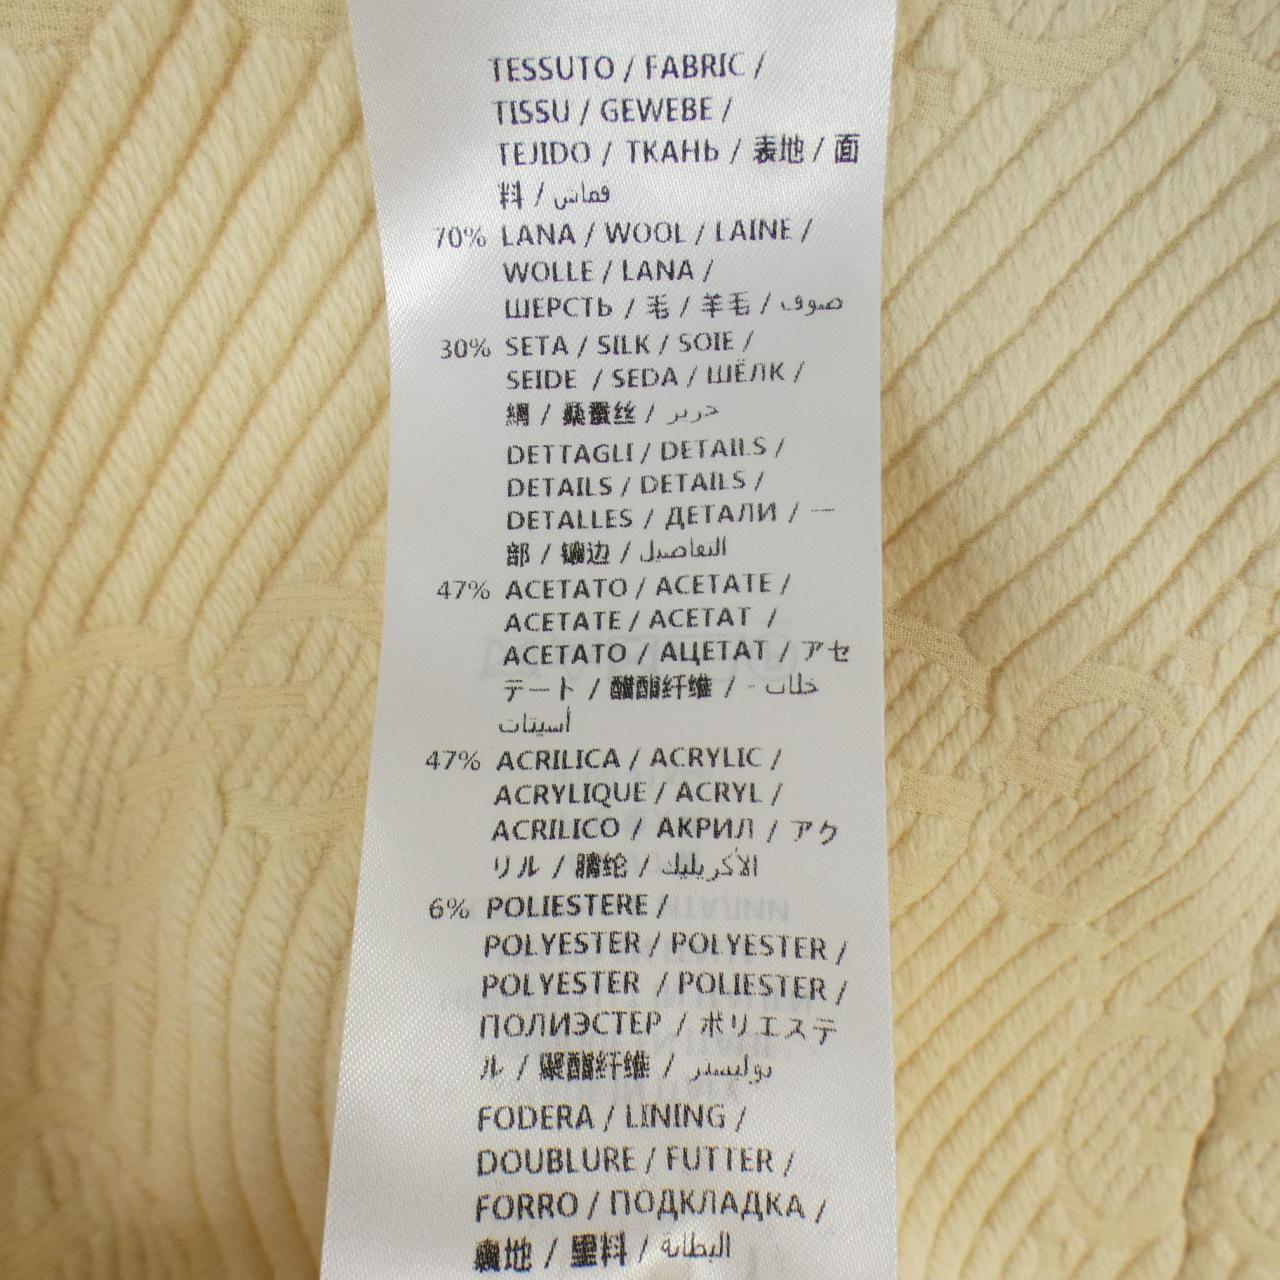 TESSUTO / FABRIC /
TISSU / GEWEBE /
TEJIDO / ТКАНЬ / 表地 / 面
料 / قماش
70% LANA / WOOL / LAINE /
WOLLE / LANA /
ШЕРСТЬ / 毛 / 羊毛 / صوف
30% SETA / SILK / SOIE /
SEIDE / SEDA / ШЁЛК /
絹 / 桑蚕丝 / حرير
DETTAGLI / DETAILS /
DETAILS / DETAILS /
DETALLES / ДЕТАЛИ / 一
部 / 镶边 / التفاصيل
47% ACETATO / ACETATE /
ACETATE / ACETAT /
ACETATO / АЦЕТАТ / アセ
テート / 醋酯纤维 / خلات -
أسيتات
47% ACRILICA / ACRYLIC /
ACRYLIQUE / ACRYL /
ACRILICO / АКРИЛ / アク
リル / 腈纶 / الأكريليك
6% POLIESTERE /
POLYESTER / POLYESTER /
POLYESTER / POLIESTER /
ПОЛИЭСТЕР / ポリエステ
ル / 聚酯纤维 / بوليستر
FODERA / LINING /
DOUBLURE / FUTTER /
FORRO / ПОДКЛАДКА /
裏地 / 里料 / البطانة